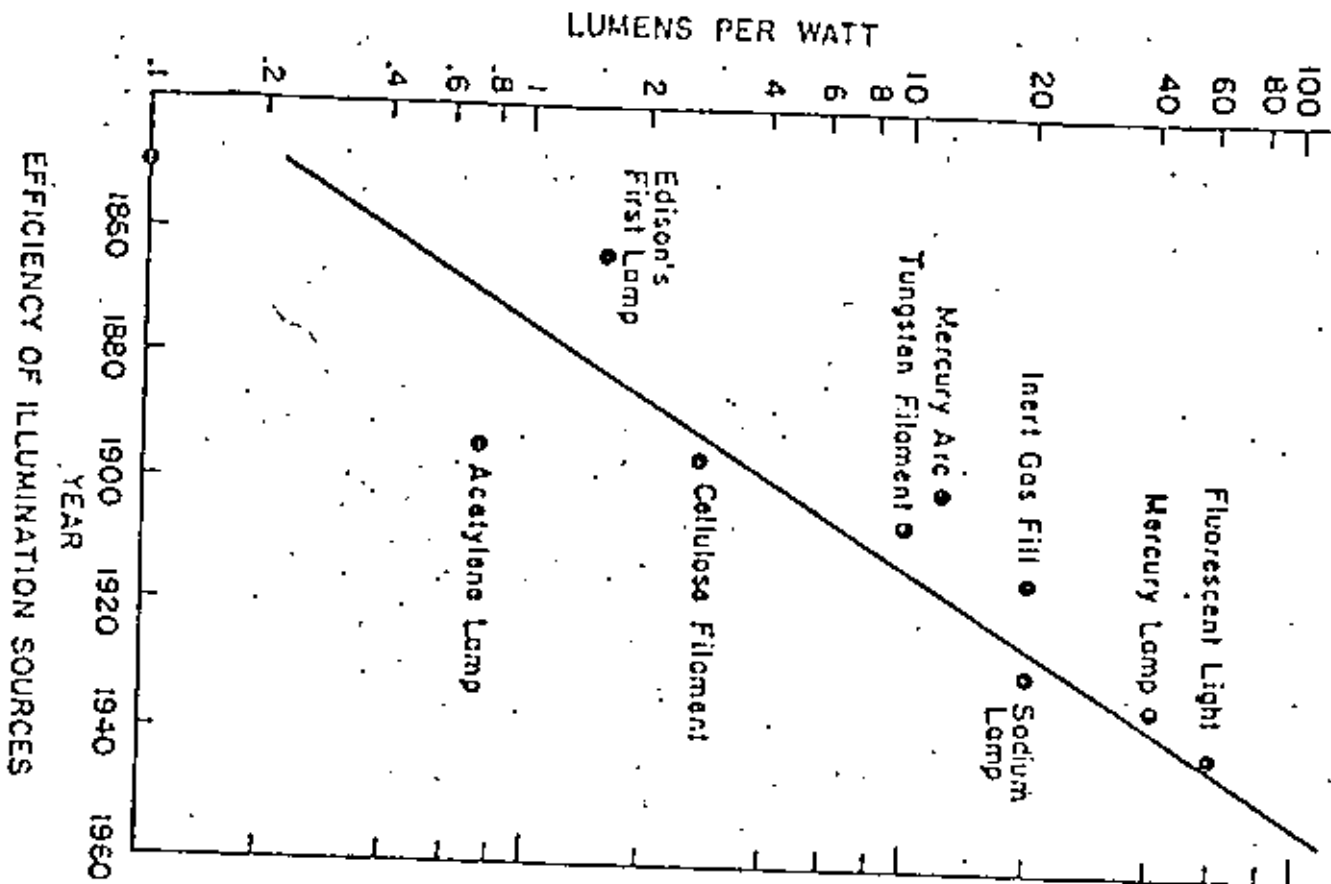 LUMENS PER WATT
100
80
60
40
20
10
8
6
4
2
1
.8
.6
.4
.2
.1
Fluorescent Light
Mercury Lamp
Inert Gas Fill
Sodium
Lamp
Mercury Arc
Tungsten Filament
Cellulose Filament
Edison's
First Lamp
Acetylene Lamp
1860
1880
1900
1920
1940
1960
YEAR
EFFICIENCY OF ILLUMINATION SOURCES